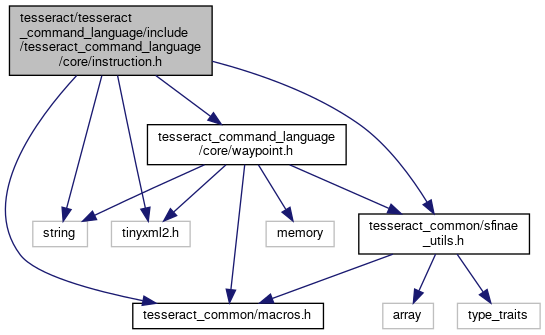 tesseract/tesseract
_command_language/include
/tesseract_command_language
/core/instruction.h
tesseract_command_language
/core/waypoint.h
string
tinyxml2.h
memory
tesseract_common/sfinae
_utils.h
tesseract_common/macros.h
array
type_traits